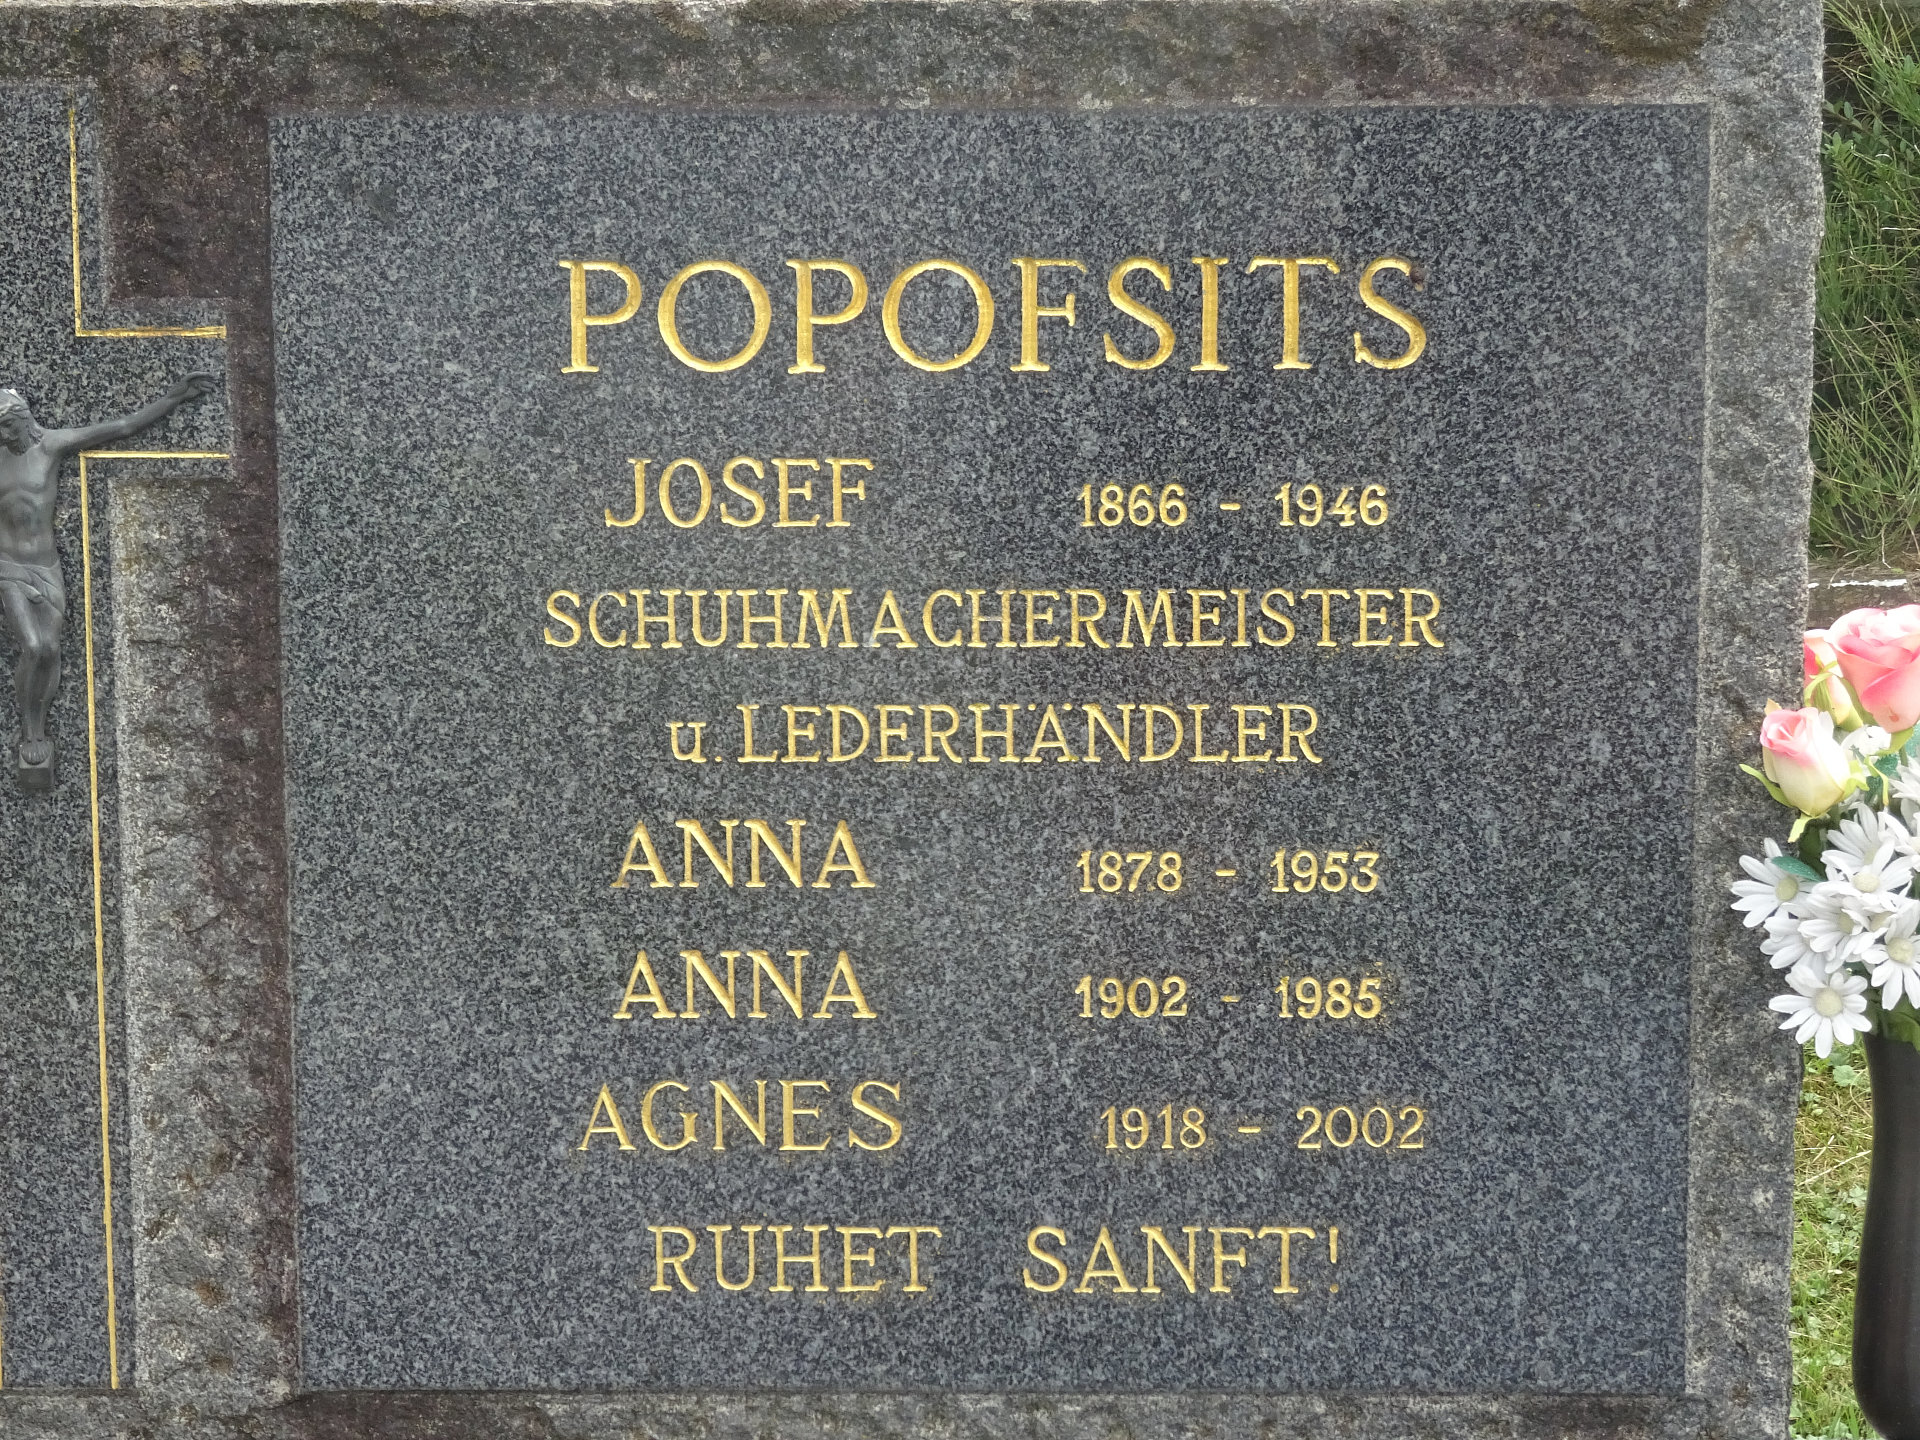 POPOFSITS
JOSEF 1866 - 1946
SCHUHMACHERMEISTER
u. LEDERHÄNDLER
ANNA 1878 - 1953
ANNA 1902 - 1985
AGNES 1918 - 2002
RUHET SANFT!